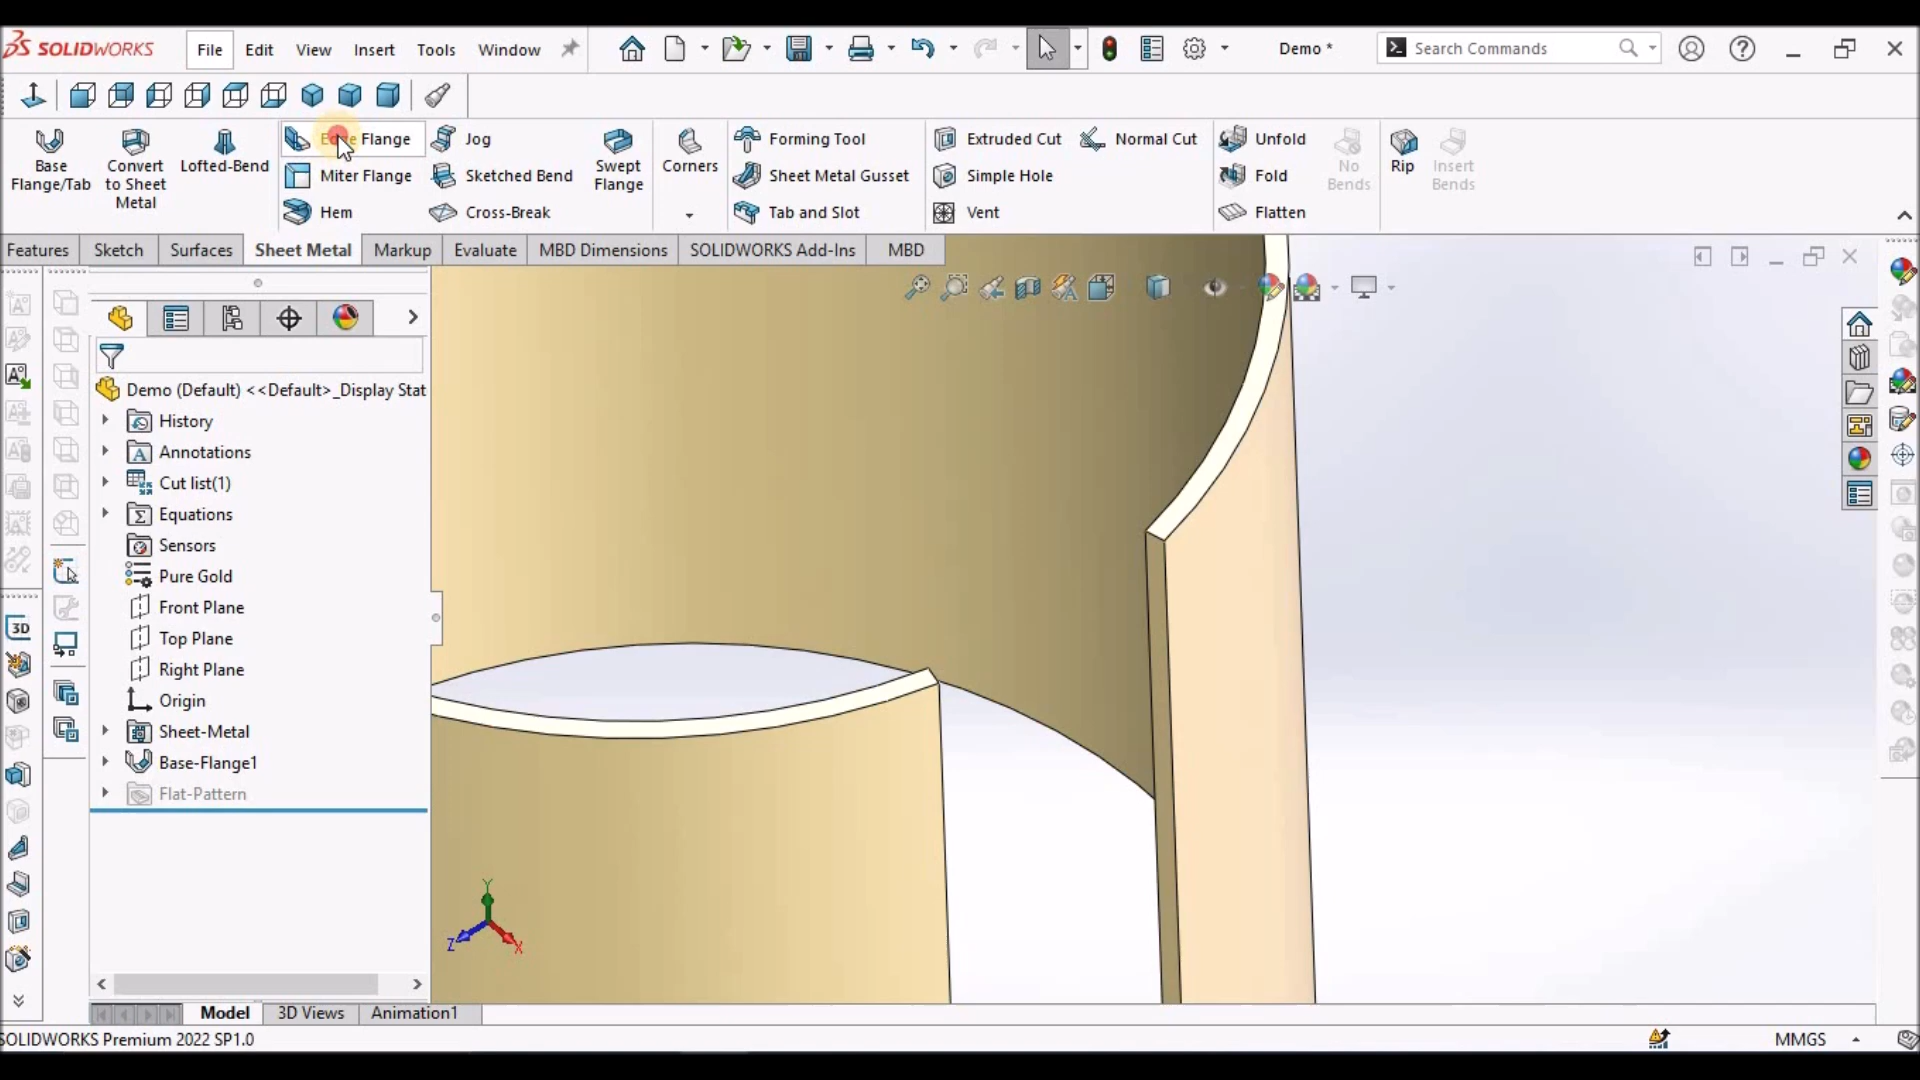 SOLIDWORKS File Edit View Insert Tools Window Demo * Search Commands
Edge Flange Jog Forming Tool Extruded Cut Normal Cut Unfold
Base Flange/Tab Convert to Sheet Metal Lofted-Bend Miter Flange Sketched Bend Swept Flange Corners Sheet Metal Gusset Simple Hole Fold No Bends Rip Insert Bends
Hem Cross-Break Tab and Slot Vent Flatten
Features Sketch Surfaces Sheet Metal Markup Evaluate MBD Dimensions SOLIDWORKS Add-Ins MBD
Demo (Default) <<Default>_Display Stat
History
Annotations
Cut list(1)
Equations
Sensors
Pure Gold
Front Plane
Top Plane
Right Plane
Origin
Sheet-Metal
Base-Flange1
Flat-Pattern
3D
Y
Z X
Model 3D Views Animation1
SOLIDWORKS Premium 2022 SP1.0 MMGS